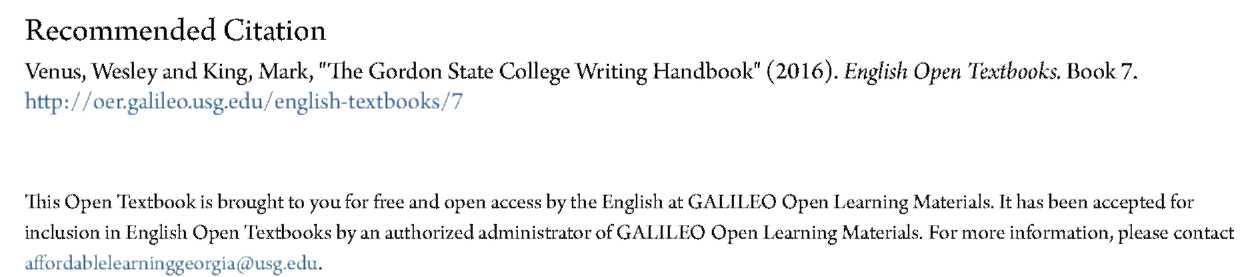 Recommended Citation
Venus, Wesley and King, Mark, "The Gordon State College Writing Handbook" (2016). English Open Textbooks. Book 7.
http://oer.galileo.usg.edu/english-textbooks/7
This Open Textbook is brought to you for free and open access by the English at GALILEO Open Learning Materials. It has been accepted for
inclusion in English Open Textbooks by an authorized administrator of GALILEO Open Learning Materials. For more information, please contact
affordablelearninggeorgia@usg.edu.